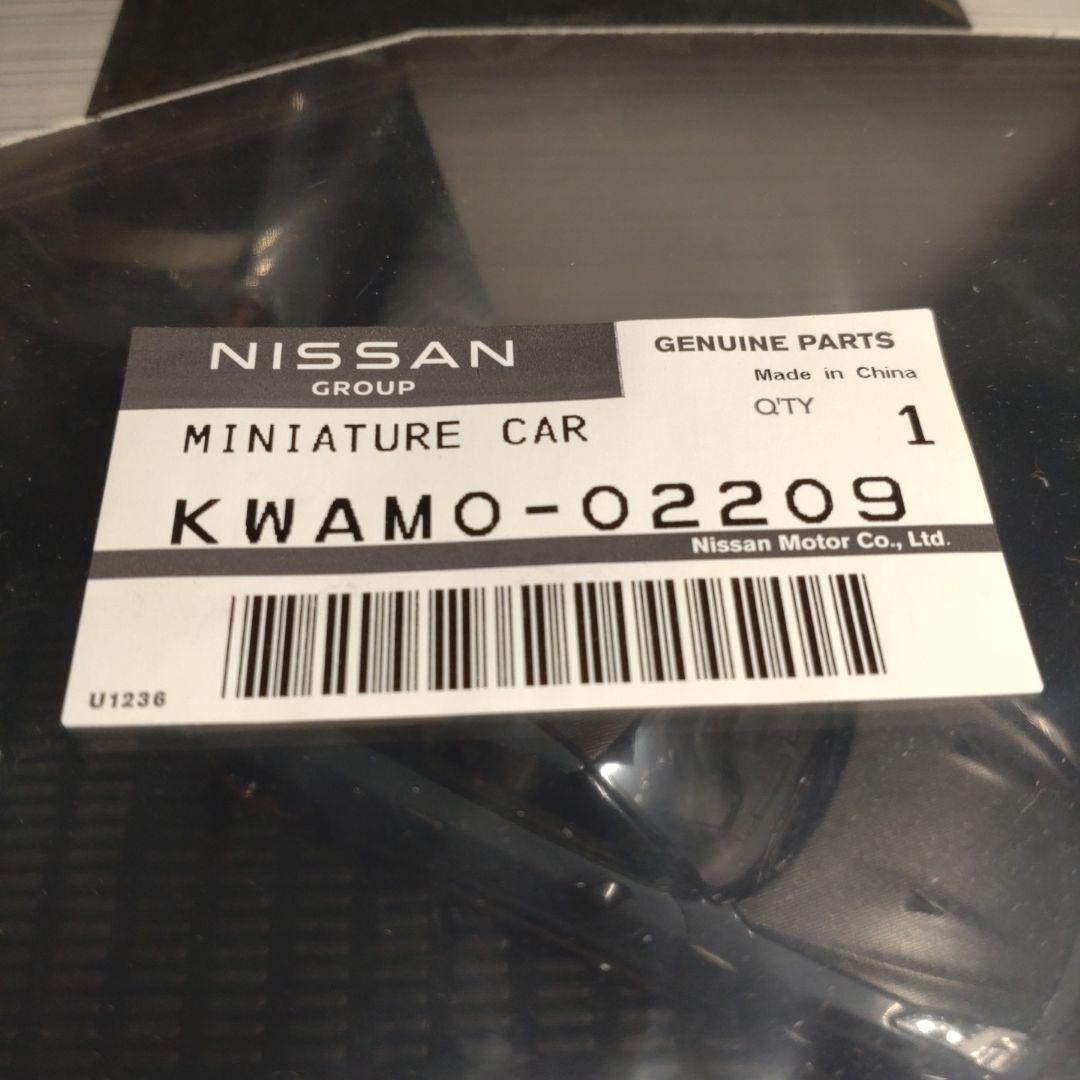 NISSAN
GROUP
GENUINE PARTS
Made in China
Q'TY 1
MINIATURE CAR
KWAM0-02209
Nissan Motor Co., Ltd.
U1236